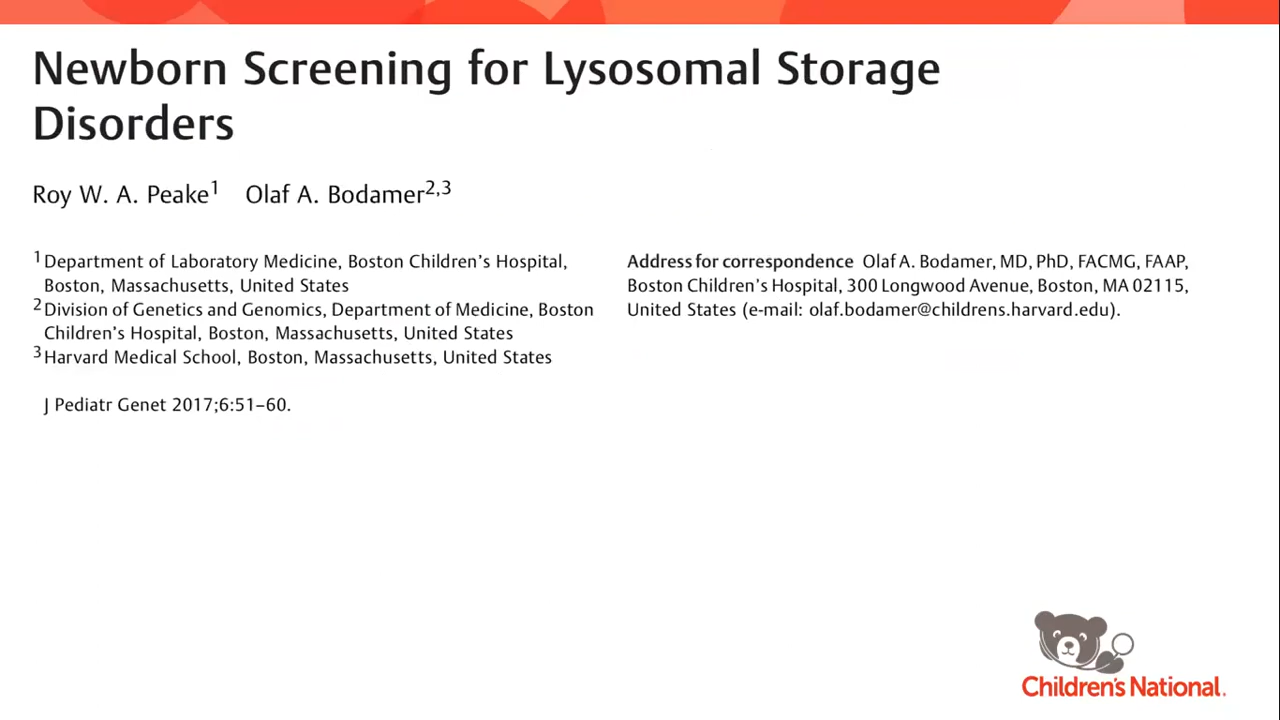 Newborn Screening for Lysosomal Storage
Disorders
Roy W. A. Peake1 Olaf A. Bodamer2,3
1 Department of Laboratory Medicine, Boston Children's Hospital,
Boston, Massachusetts, United States
2 Division of Genetics and Genomics, Department of Medicine, Boston
Children's Hospital, Boston, Massachusetts, United States
3 Harvard Medical School, Boston, Massachusetts, United States
Address for correspondence Olaf A. Bodamer, MD, PhD, FACMG, FAAP,
Boston Children's Hospital, 300 Longwood Avenue, Boston, MA 02115,
United States (e-mail: olaf.bodamer@childrens.harvard.edu).
J Pediatr Genet 2017;6:51–60.
Children's National.